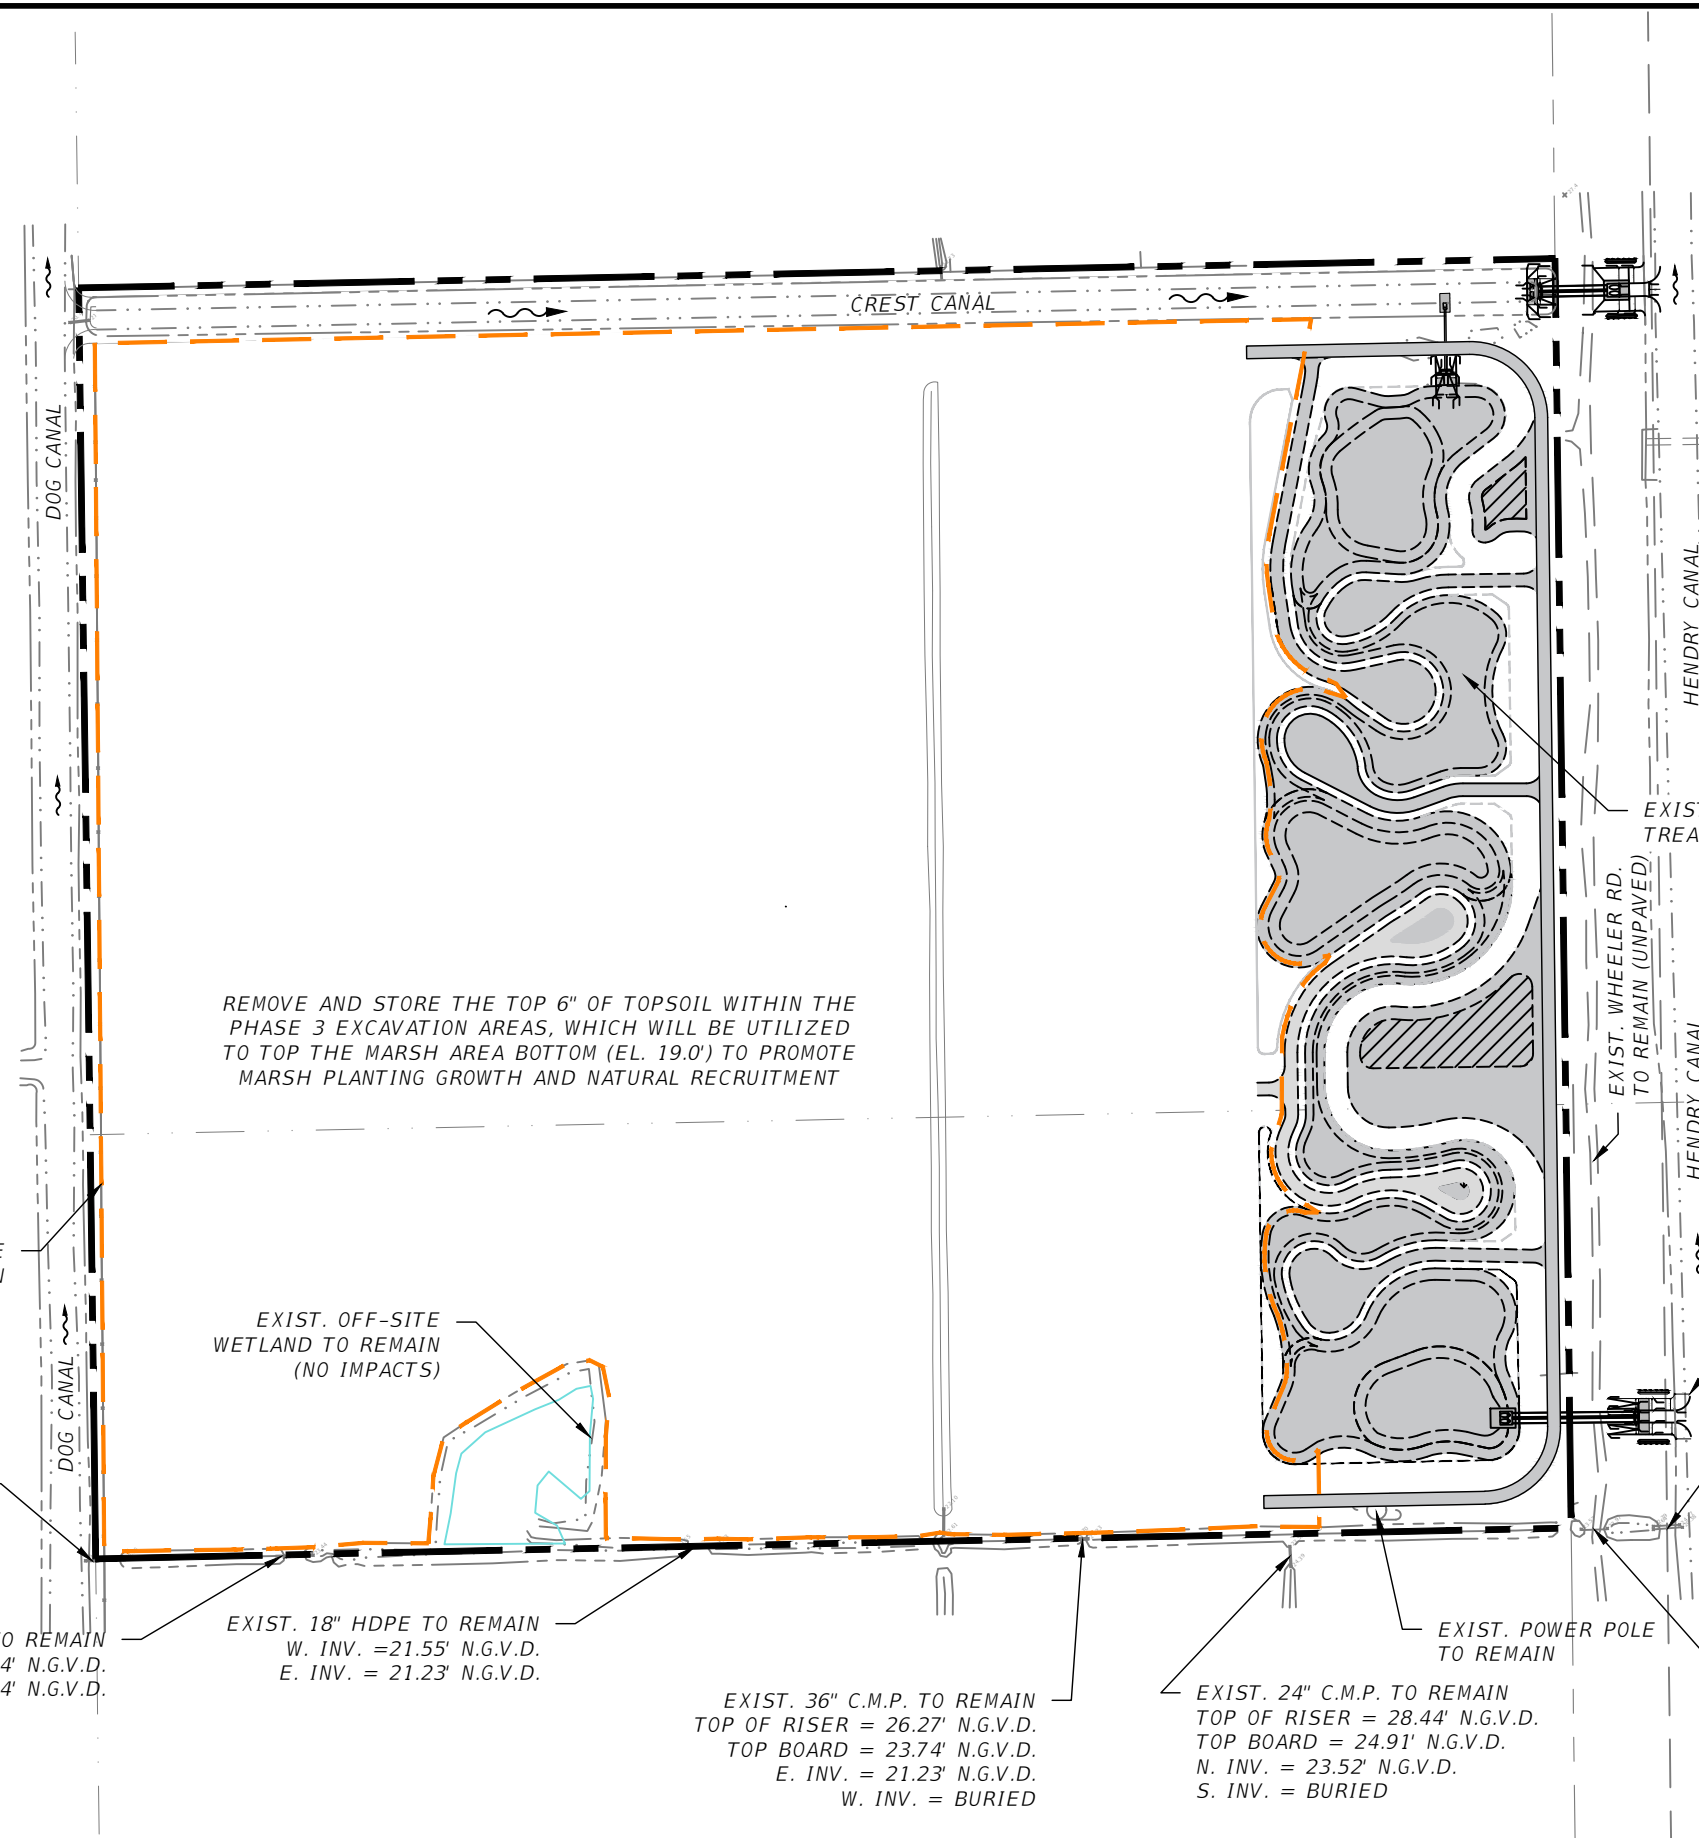 CREST CANAL
DOG CANAL
HENDRY CANAL
EXIST. WHEELER RD.
TO REMAIN (UNPAVED)
REMOVE AND STORE THE TOP 6" OF TOPSOIL WITHIN THE
PHASE 3 EXCAVATION AREAS, WHICH WILL BE UTILIZED
TO TOP THE MARSH AREA BOTTOM (EL. 19.0') TO PROMOTE
MARSH PLANTING GROWTH AND NATURAL RECRUITMENT
HENDRY CANAL
EXIST. OFF-SITE
WETLAND TO REMAIN
(NO IMPACTS)
DOG CANAL
REMAIN
N.G.V.D.
N.G.V.D.
EXIST. 18" HDPE TO REMAIN
W. INV. =21.55' N.G.V.D.
E. INV. = 21.23' N.G.V.D.
EXIST. 36" C.M.P. TO REMAIN
TOP OF RISER = 26.27' N.G.V.D.
TOP BOARD = 23.74' N.G.V.D.
E. INV. = 21.23' N.G.V.D.
W. INV. = BURIED
EXIST. 24" C.M.P. TO REMAIN
TOP OF RISER = 28.44' N.G.V.D.
TOP BOARD = 24.91' N.G.V.D.
N. INV. = 23.52' N.G.V.D.
S. INV. = BURIED
EXIST. POWER POLE
TO REMAIN